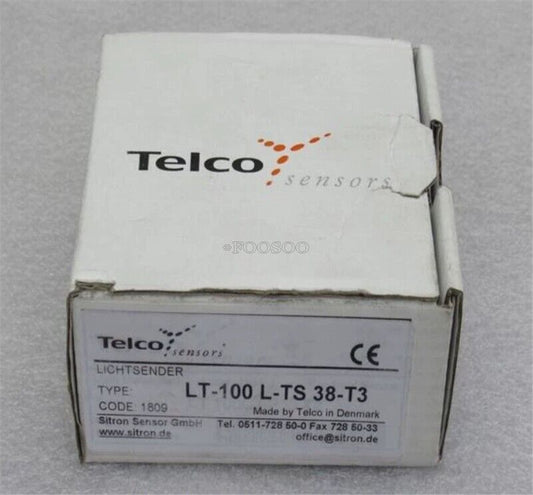 Telco
sensors
©FOOSOO
Telco
sensors
CE
LICHTSENDER
TYPE: LT-100 L-TS 38-T3
CODE: 1809 Made by Telco in Denmark
Sitron Sensor GmbH Tel. 0511-728 50-0 Fax 728 50-33
www.sitron.de office@sitron.de